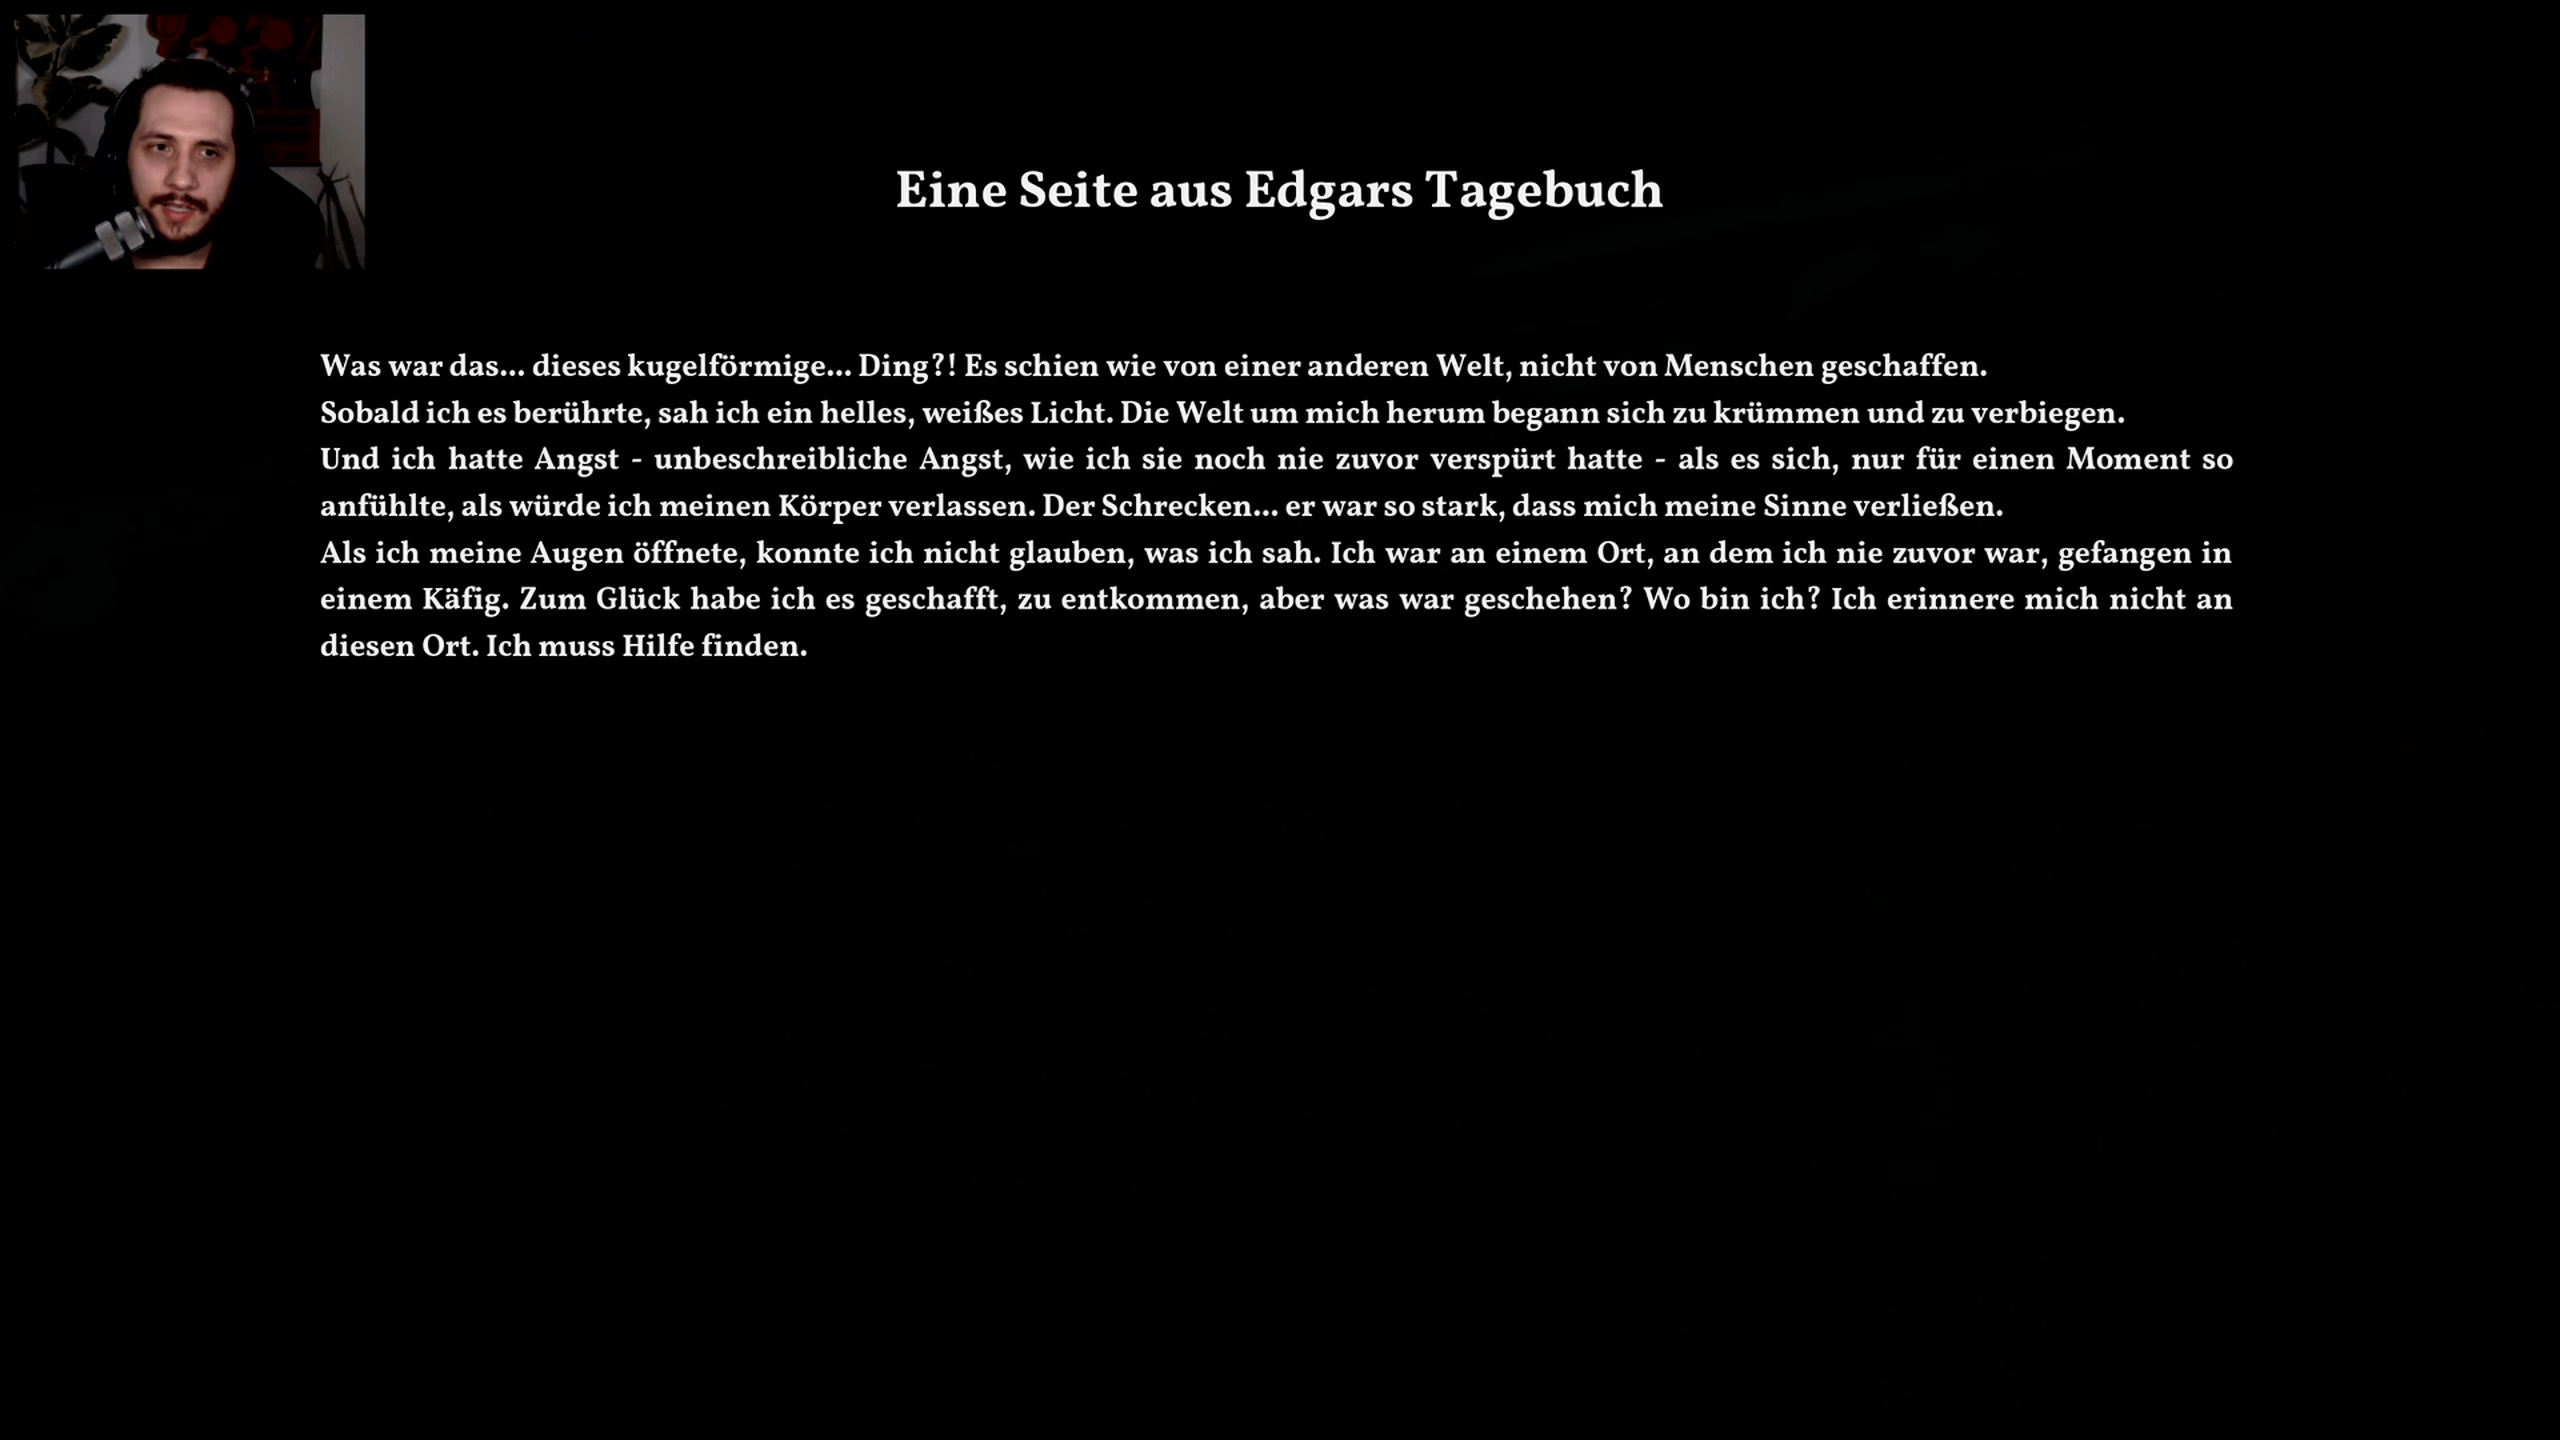 Eine Seite aus Edgars Tagebuch
Was war das... dieses kugelförmige... Ding?! Es schien wie von einer anderen Welt, nicht von Menschen geschaffen.
Sobald ich es berührte, sah ich ein helles, weißes Licht. Die Welt um mich herum begann sich zu krümmen und zu verbiegen.
Und ich hatte Angst - unbeschreibliche Angst, wie ich sie noch nie zuvor verspürt hatte - als es sich, nur für einen Moment so
anfühlte, als würde ich meinen Körper verlassen. Der Schrecken... er war so stark, dass mich meine Sinne verließen.
Als ich meine Augen öffnete, konnte ich nicht glauben, was ich sah. Ich war an einem Ort, an dem ich nie zuvor war, gefangen in
einem Käfig. Zum Glück habe ich es geschafft, zu entkommen, aber was war geschehen? Wo bin ich? Ich erinnere mich nicht an
diesen Ort. Ich muss Hilfe finden.